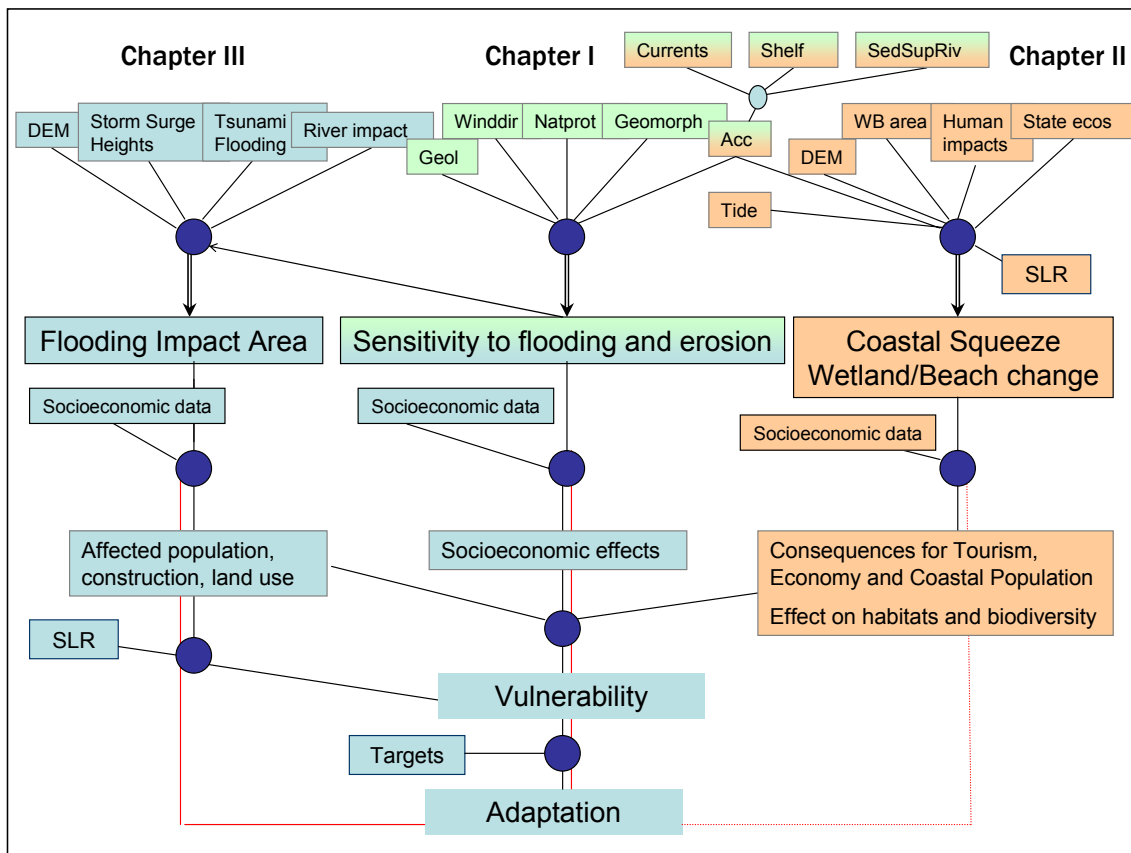 Chapter III
Chapter I
Currents
Shelf
SedSupRiv
Chapter II
DEM
Storm Surge
Heights
Tsunami
Flooding
River impact
Winddir
Natprot
Geomorph
Geol
Acc
WB area
Human
impacts
State ecos
DEM
Tide
SLR
Flooding Impact Area
Sensitivity to flooding and erosion
Coastal Squeeze
Wetland/Beach change
Socioeconomic data
Socioeconomic data
Socioeconomic data
Affected population,
construction, land use
Socioeconomic effects
Consequences for Tourism,
Economy and Coastal Population
Effect on habitats and biodiversity
SLR
Vulnerability
Targets
Adaptation